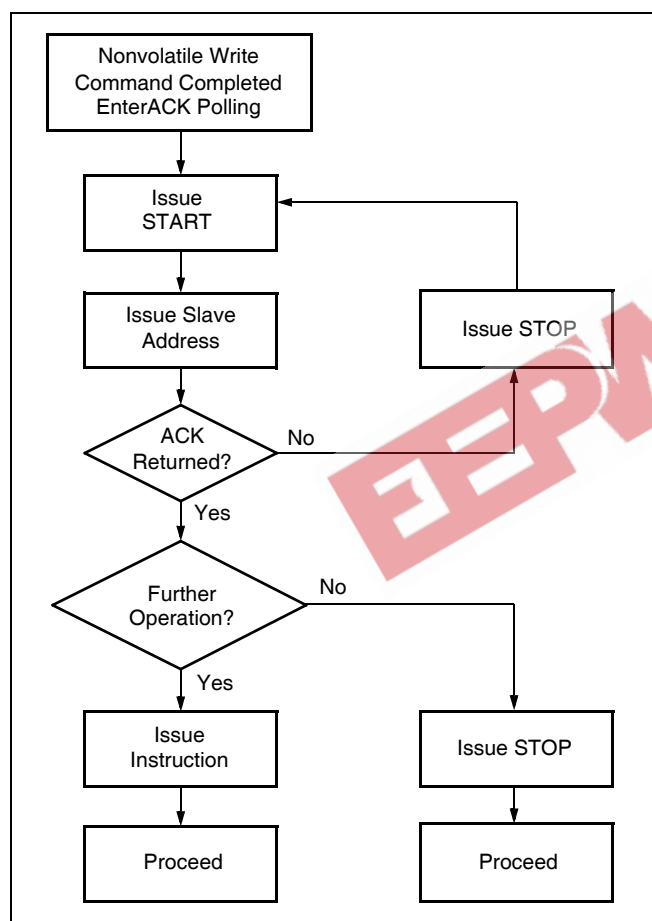 Nonvolatile Write
Command Completed
EnterACK Polling
Issue
START
Issue Slave
Address
Issue STOP
ACK
Returned?
No
Yes
Further
Operation?
No
Yes
Issue
Instruction
Issue STOP
Proceed
Proceed
EEPW